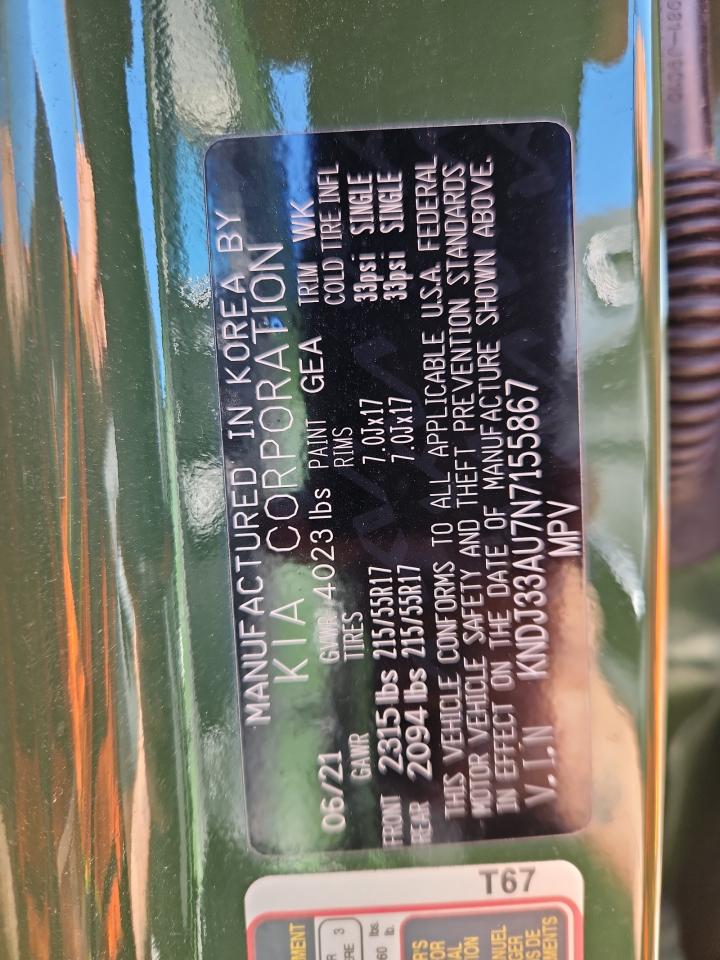 MANUFACTURED IN KOREA BY
KIA CORPORATION
06/21 GVWR 4023 lbs PAINT GEA TRIM WK
GAWR TIRES RIMS COLD TIRE INFL
FRONT 2315 lbs 215/55R17 7.0Jx17 33psi SINGLE
REAR 2094 lbs 215/55R17 7.0Jx17 33psi SINGLE
THIS VEHICLE CONFORMS TO ALL APPLICABLE U.S.A. FEDERAL
MOTOR VEHICLE SAFETY AND THEFT PREVENTION STANDARDS
IN EFFECT ON THE DATE OF MANUFACTURE SHOWN ABOVE.
V.I.N KNDJ33AU7N7155867
MPV
T67